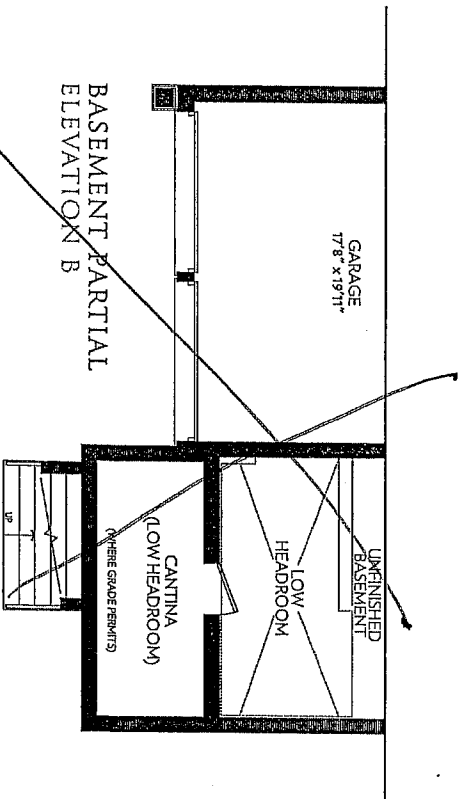 GARAGE
17'8" x 19'11"
UNFINISHED
BASEMENT
LOW
HEADROOM
CANTINA
(LOW HEADROOM)
(WHERE GRADE PERMITS)
UP
BASEMENT PARTIAL
ELEVATION B